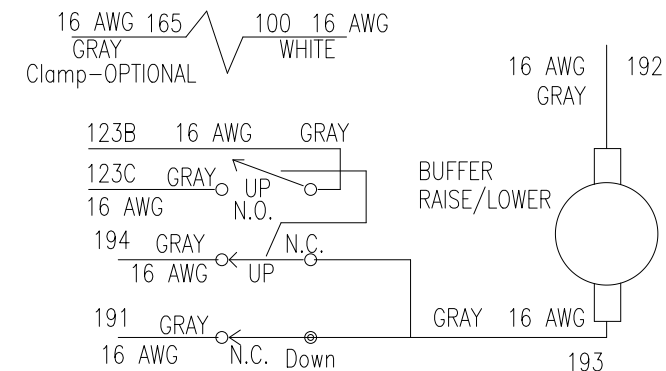 16 AWG 165
100 16 AWG
GRAY
WHITE
Clamp-OPTIONAL
16 AWG
192
GRAY
123B 16 AWG GRAY
123C GRAY
UP
16 AWG
N.O.
BUFFER
RAISE/LOWER
194 GRAY
N.C.
16 AWG
UP
191
GRAY
GRAY 16 AWG
16 AWG
N.C. Down
193